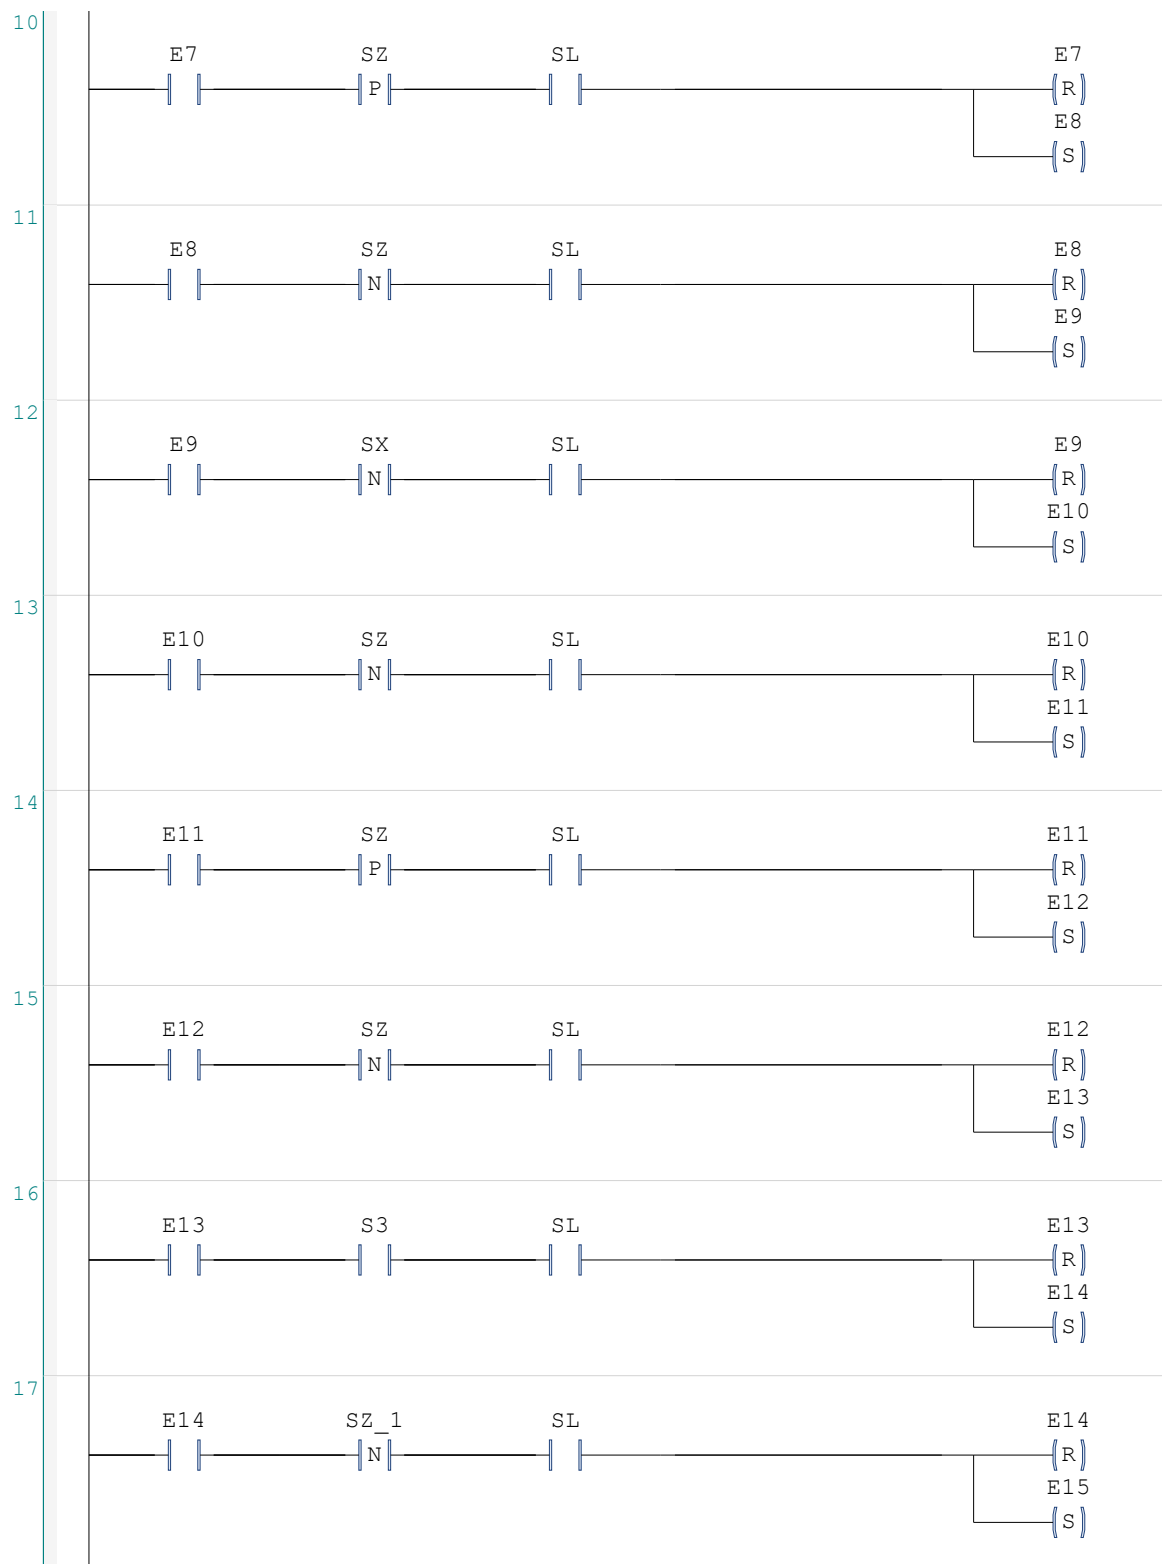 10
E7 SZ SL E7
P R
E8
S
11
E8 SZ SL E8
N R
E9
S
12
E9 SX SL E9
N R
E10
S
13
E10 SZ SL E10
N R
E11
S
14
E11 SZ SL E11
P R
E12
S
15
E12 SZ SL E12
N R
E13
S
16
E13 S3 SL E13
R
E14
S
17
E14 SZ_1 SL E14
N R
E15
S